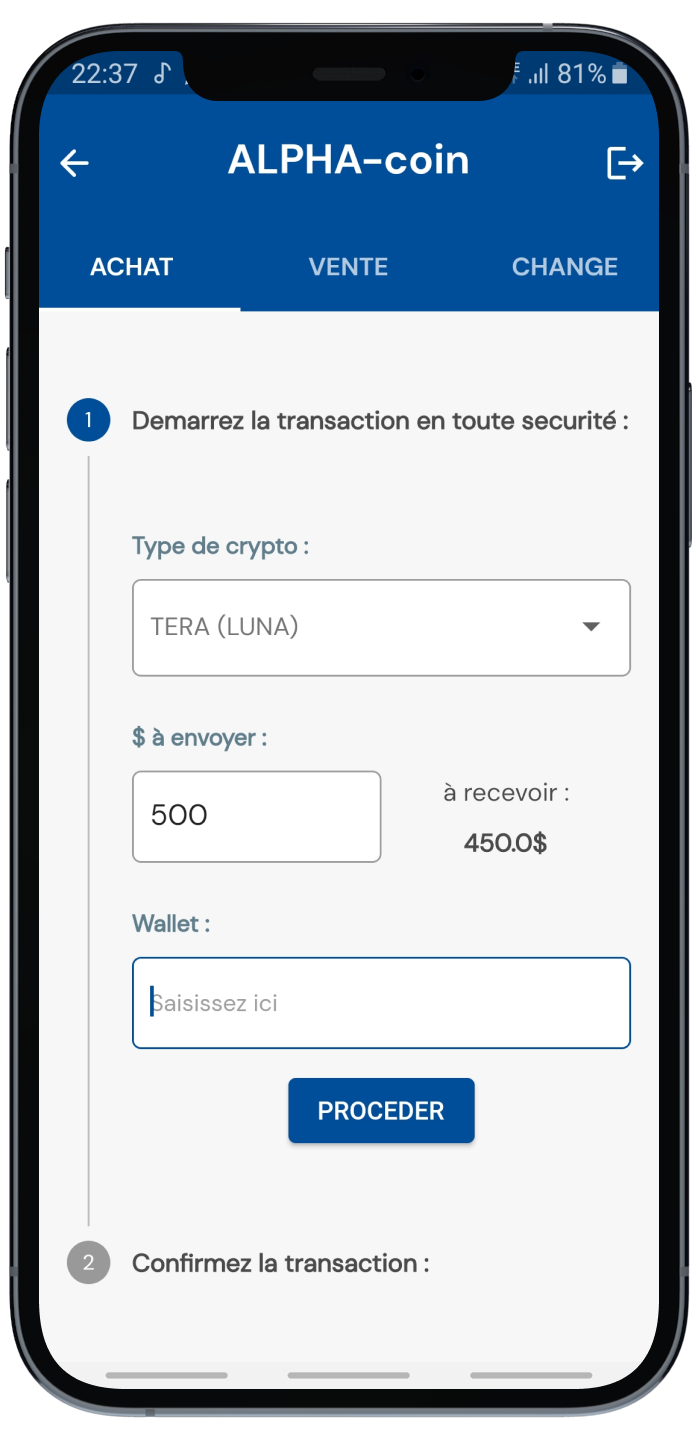 22:37 81%
ALPHA-coin
ACHAT VENTE CHANGE
1 Demarrez la transaction en toute securité :
Type de crypto :
TERA (LUNA)
$ à envoyer :
500
à recevoir :
450.0$
Wallet :
Saisissez ici
PROCEDER
2 Confirmez la transaction :